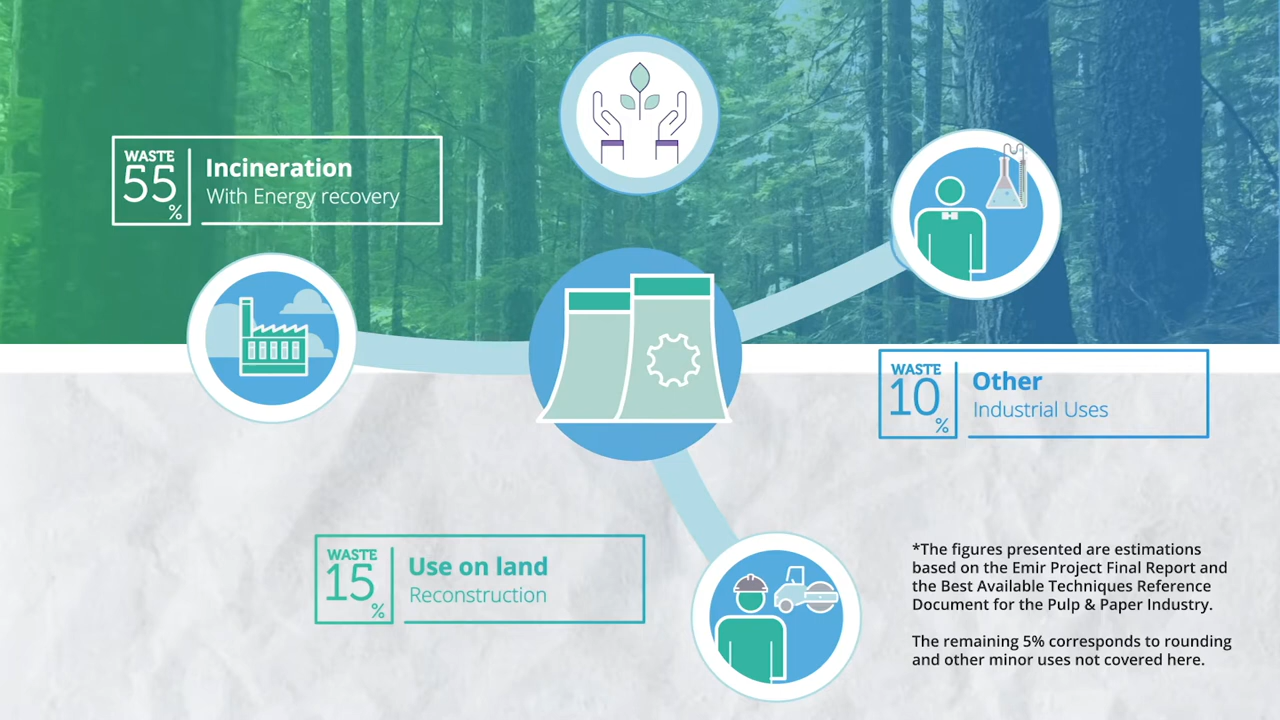 WASTE
55
%
Incineration
With Energy recovery
WASTE
10
%
Other
Industrial Uses
WASTE
15
%
Use on land
Reconstruction
*The figures presented are estimations
based on the Emir Project Final Report and
the Best Available Techniques Reference
Document for the Pulp & Paper Industry.
The remaining 5% corresponds to rounding
and other minor uses not covered here.